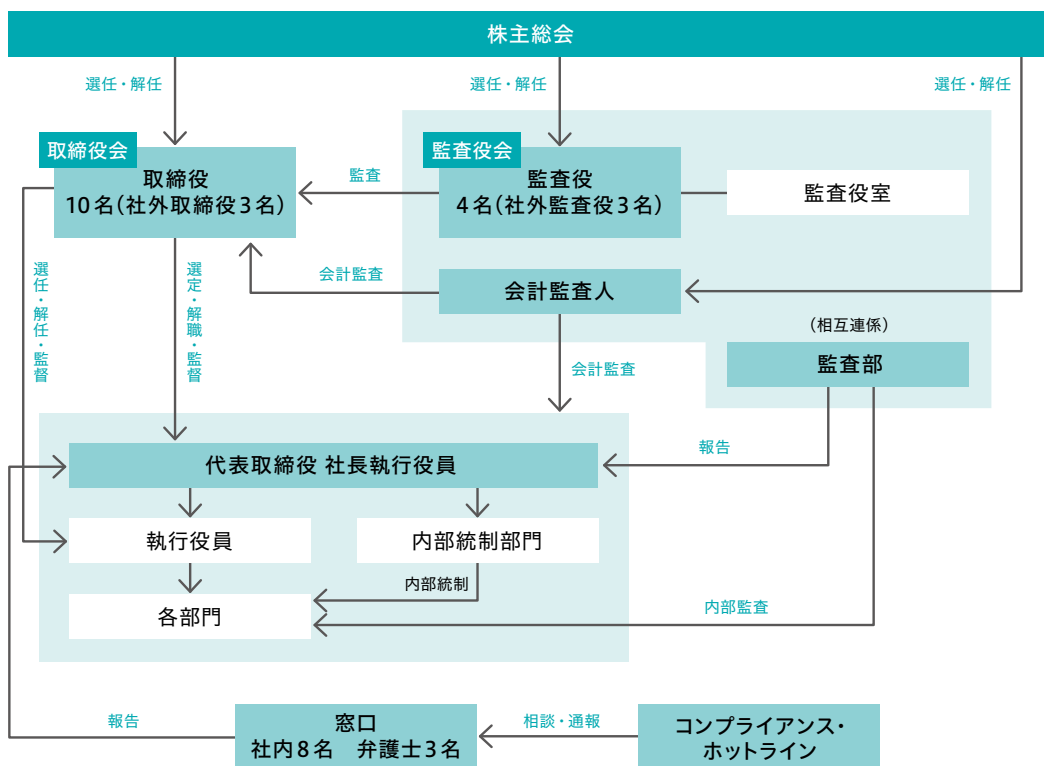 株主総会
選任・解任
選任・解任
選任・解任
取締役会
取締役
10名(社外取締役3名)
監査
監査役会
監査役
4名(社外監査役3名)
監査役室
会計監査
会計監査人
選任・解任・監督
選定・解職・監督
(相互連係)
監査部
会計監査
報告
代表取締役 社長執行役員
執行役員
内部統制部門
内部統制
各部門
内部監査
報告
窓口
社内8名 弁護士3名
相談・通報
コンプライアンス・
ホットライン